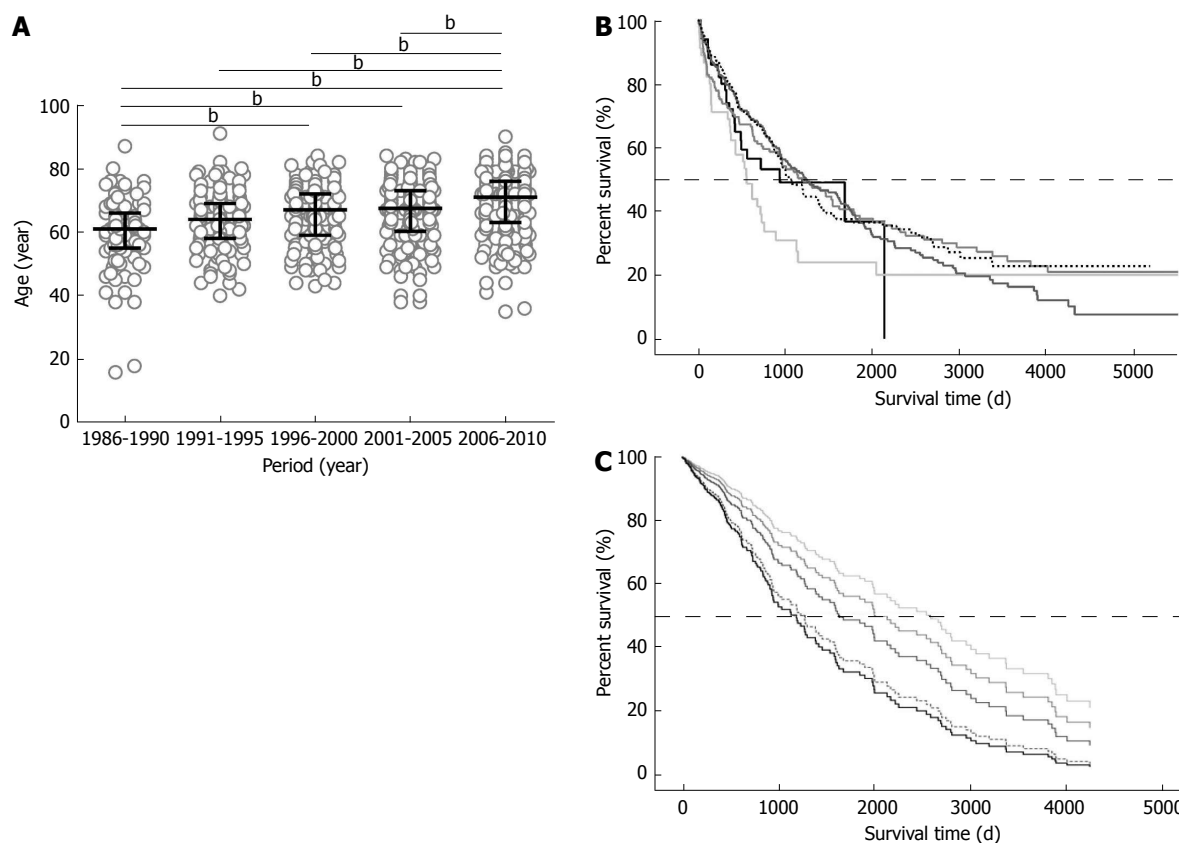 A
b
b
b
b
b
b
100
80
60
40
20
0
Age (year)
1986-1990 1991-1995 1996-2000 2001-2005 2006-2010
Period (year)
B
100
80
60
40
20
0
Percent survival (%)
0 1000 2000 3000 4000 5000
Survival time (d)
C
100
80
60
40
20
0
Percent survival (%)
0 1000 2000 3000 4000 5000
Survival time (d)